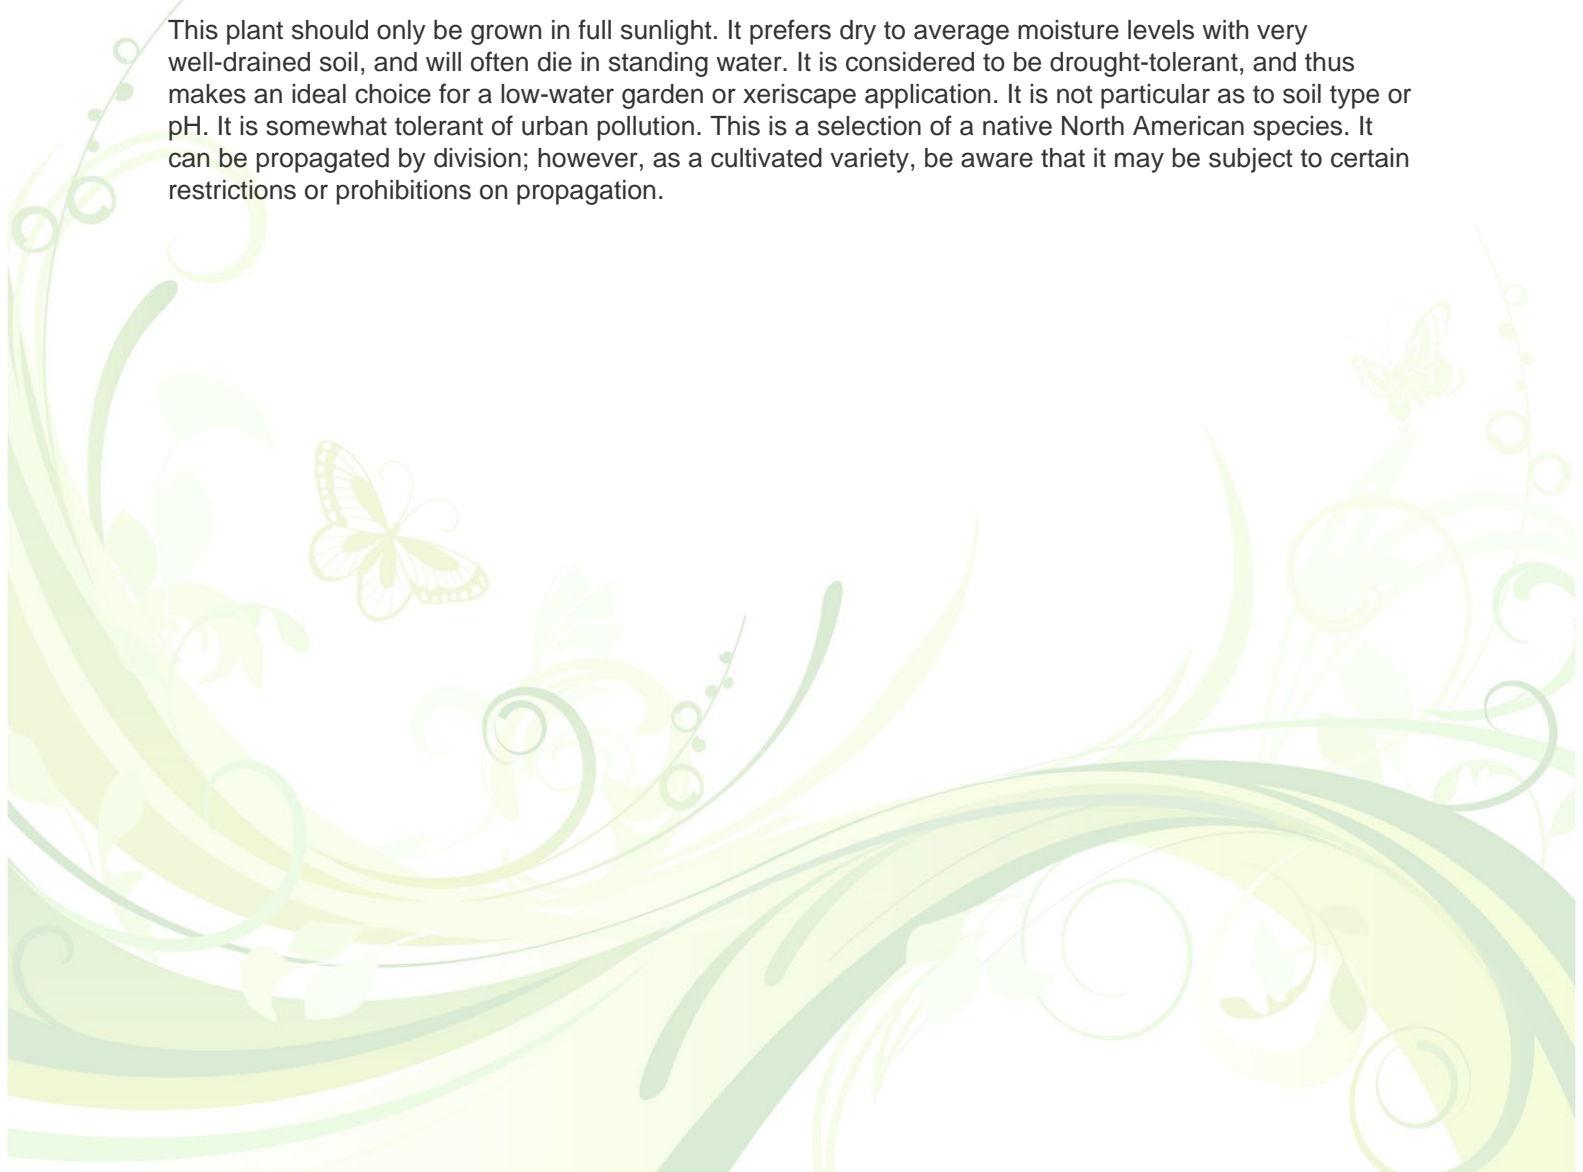 This plant should only be grown in full sunlight. It prefers dry to average moisture levels with very
well-drained soil, and will often die in standing water. It is considered to be drought-tolerant, and thus
makes an ideal choice for a low-water garden or xeriscape application. It is not particular as to soil type or
pH. It is somewhat tolerant of urban pollution. This is a selection of a native North American species. It
can be propagated by division; however, as a cultivated variety, be aware that it may be subject to certain
restrictions or prohibitions on propagation.